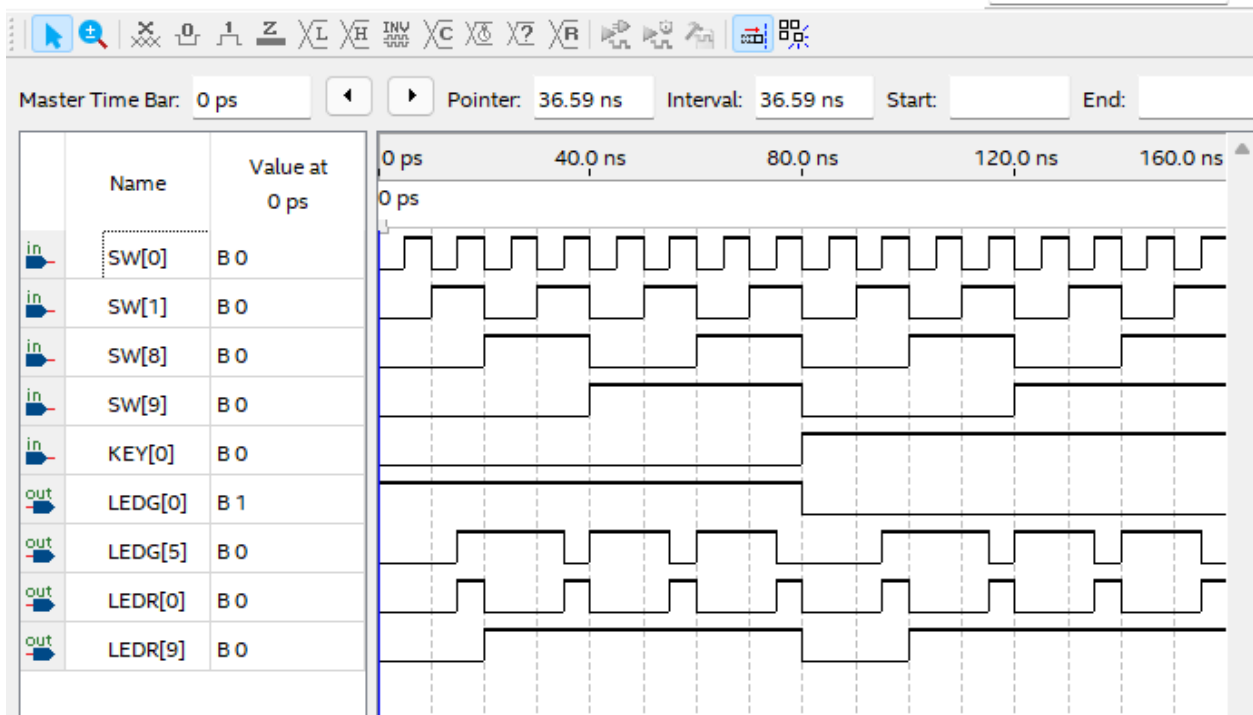 0 1 Z L H INV C ? R
Master Time Bar: 0 ps Pointer: 36.59 ns Interval: 36.59 ns Start: End:
Name Value at 0 ps
0 ps 40.0 ns 80.0 ns 120.0 ns 160.0 ns
0 ps
in SW[0] B 0
in SW[1] B 0
in SW[8] B 0
in SW[9] B 0
in KEY[0] B 0
out LEDG[0] B 1
out LEDG[5] B 0
out LEDR[0] B 0
out LEDR[9] B 0